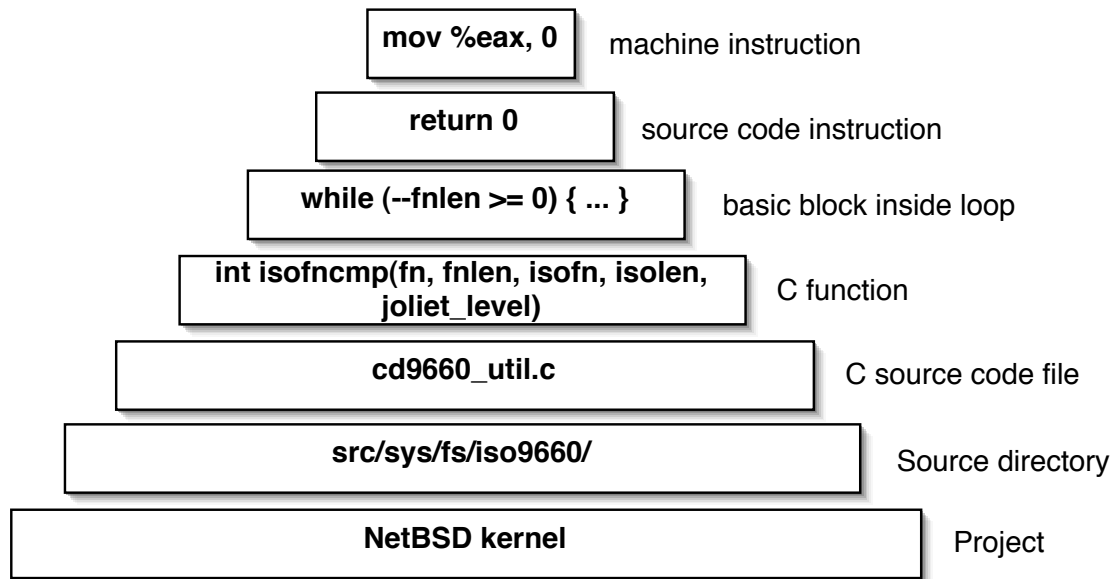 mov %eax, 0
machine instruction
return 0
source code instruction
while (--fnlen >= 0) { ... }
basic block inside loop
int isofncmp(fn, fnlen, isofn, isolen,
joliet_level)
C function
cd9660_util.c
C source code file
src/sys/fs/iso9660/
Source directory
NetBSD kernel
Project